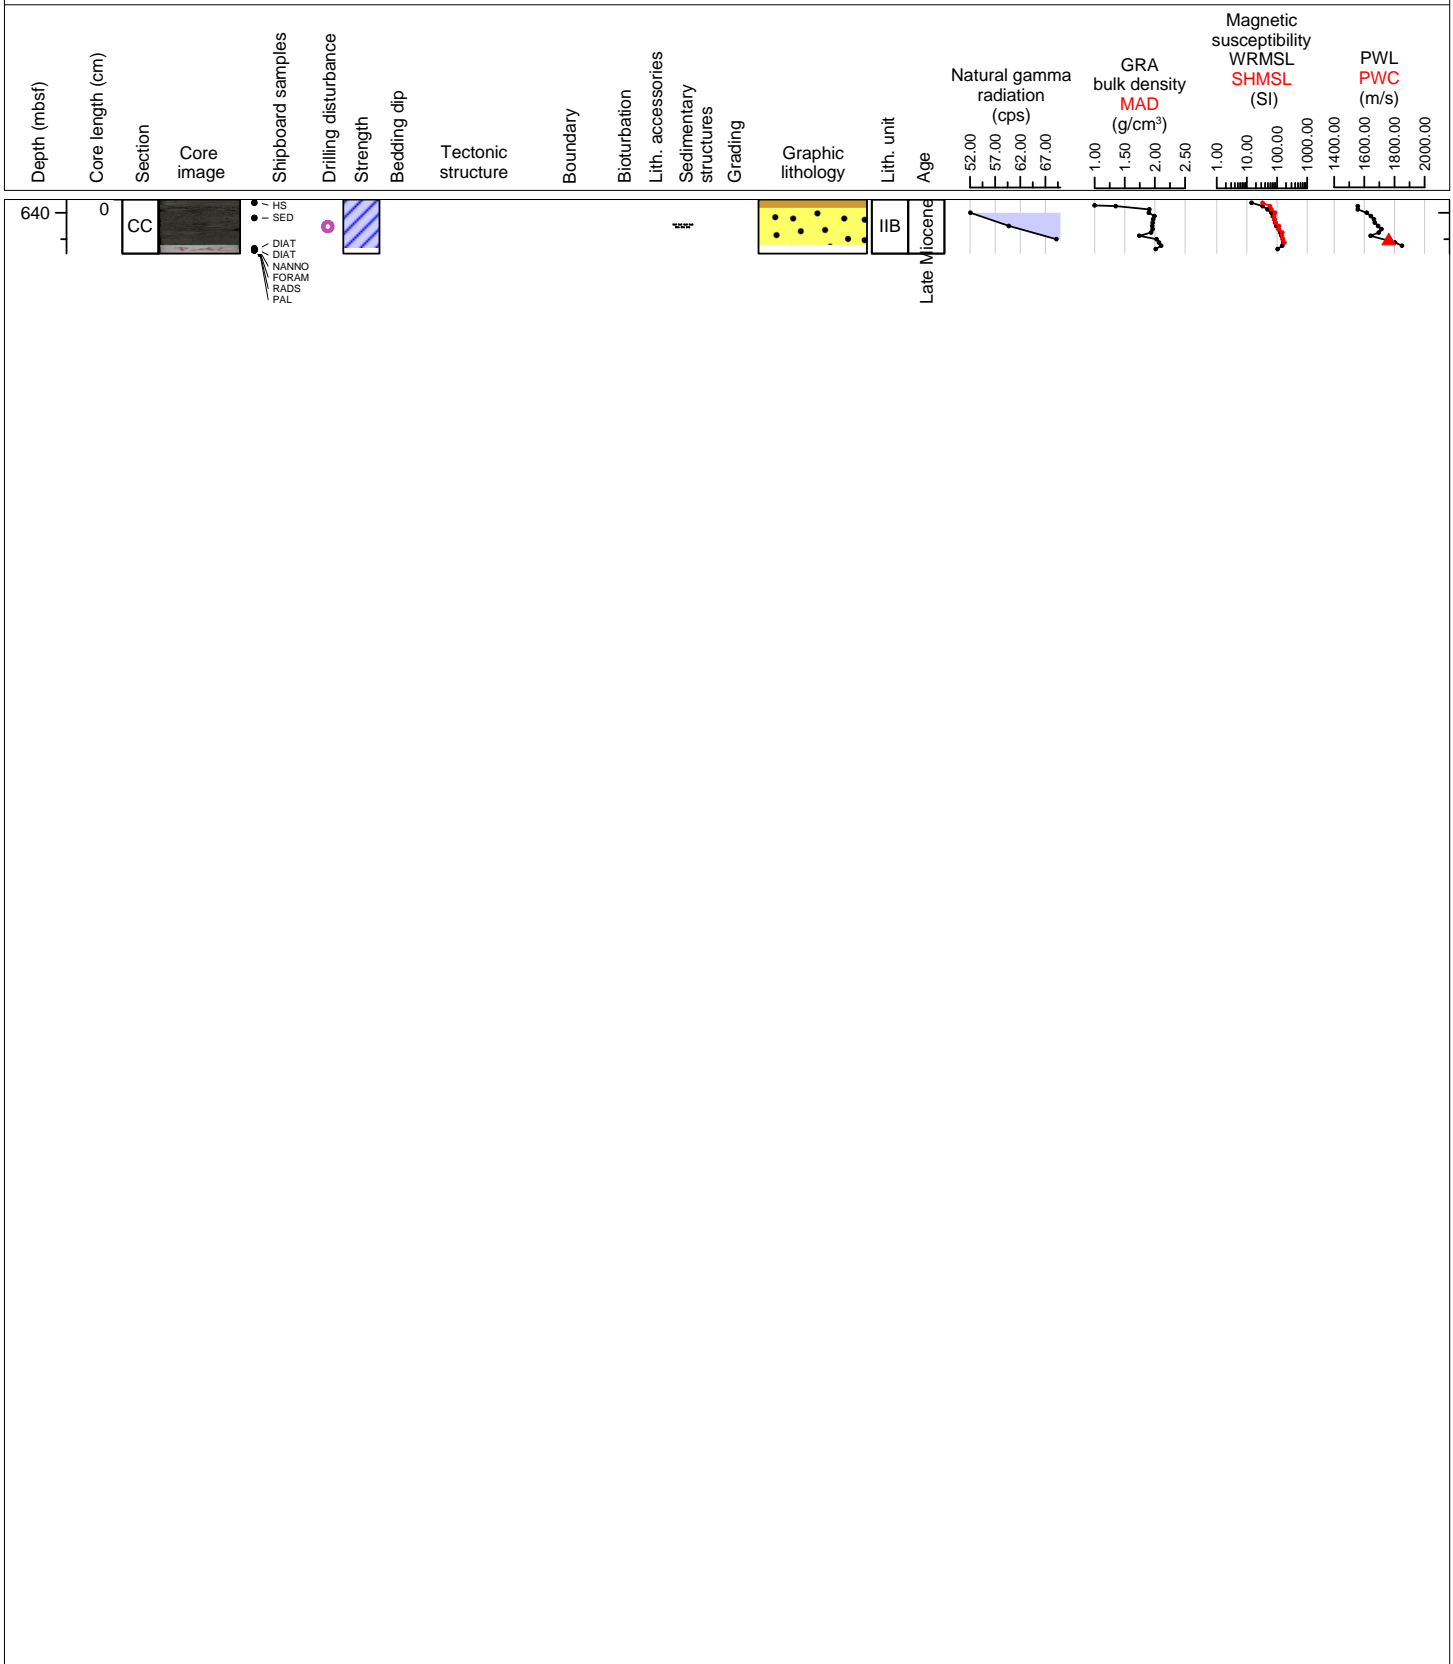 Depth (mbsf)
Core length (cm)
Section
Core
image
Shipboard samples
Drilling disturbance
Strength
Bedding dip
Tectonic
structure
Boundary
Bioturbation
Lith. accessories
Sedimentary
structures
Grading
Graphic
lithology
Lith. unit
Age
Natural gamma
radiation
(cps)
52.00
57.00
62.00
67.00
GRA
bulk density
MAD
(g/cm³)
1.00
1.50
2.00
2.50
Magnetic
susceptibility
WRMSL
SHMSL
(SI)
1.00
10.00
100.00
1000.00
PWL
PWC
(m/s)
1400.00
1600.00
1800.00
2000.00
640
0
CC
HS
SED
DIAT
DIAT
NANNO
FORAM
RADS
PAL
IIB
Late Miocene